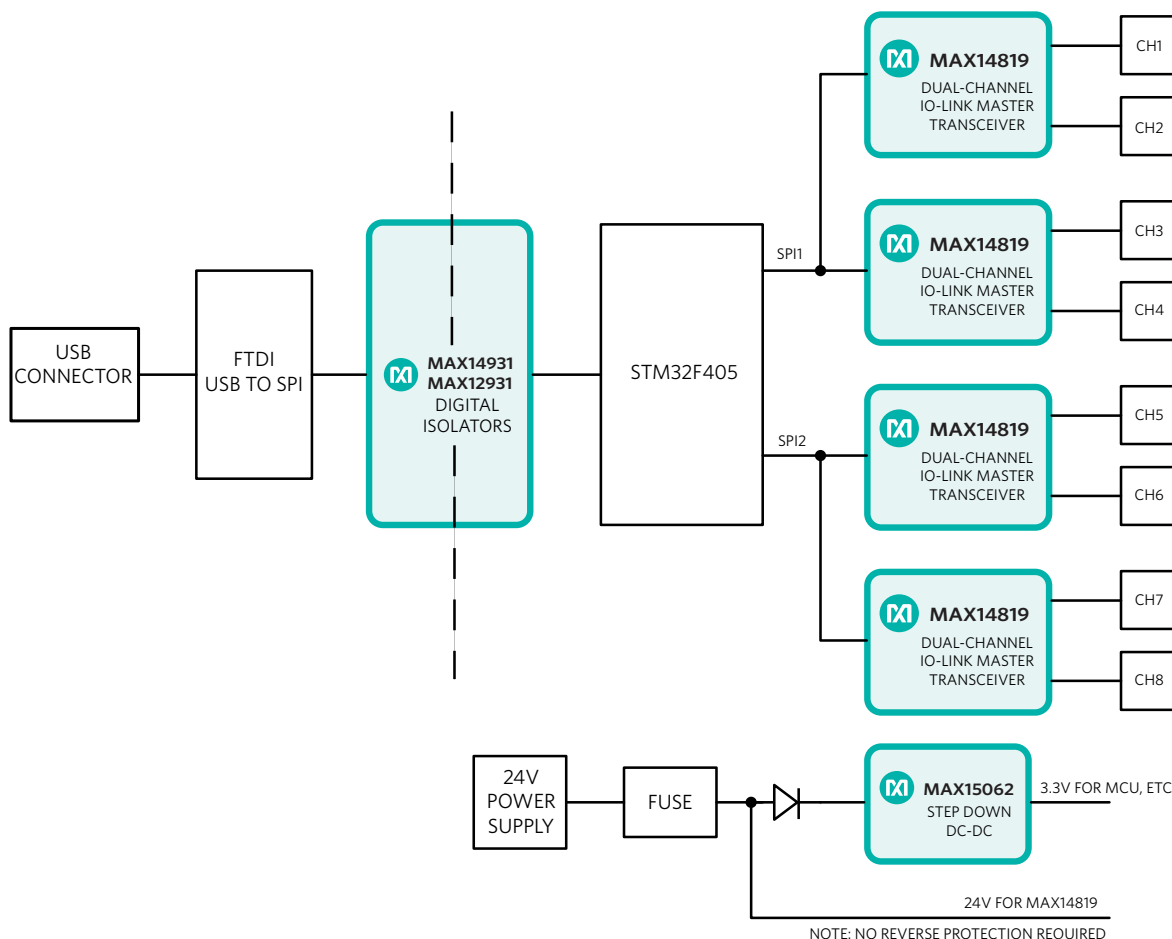 MAX14819
DUAL-CHANNEL
IO-LINK MASTER
TRANSCEIVER
CH1
CH2
MAX14819
DUAL-CHANNEL
IO-LINK MASTER
TRANSCEIVER
CH3
CH4
USB
CONNECTOR
FTDI
USB TO SPI
MAX14931
MAX12931
DIGITAL
ISOLATORS
STM32F405
SPI1
SPI2
MAX14819
DUAL-CHANNEL
IO-LINK MASTER
TRANSCEIVER
CH5
CH6
MAX14819
DUAL-CHANNEL
IO-LINK MASTER
TRANSCEIVER
CH7
CH8
24V
POWER
SUPPLY
FUSE
MAX15062
STEP DOWN
DC-DC
3.3V FOR MCU, ETC
24V FOR MAX14819
NOTE: NO REVERSE PROTECTION REQUIRED